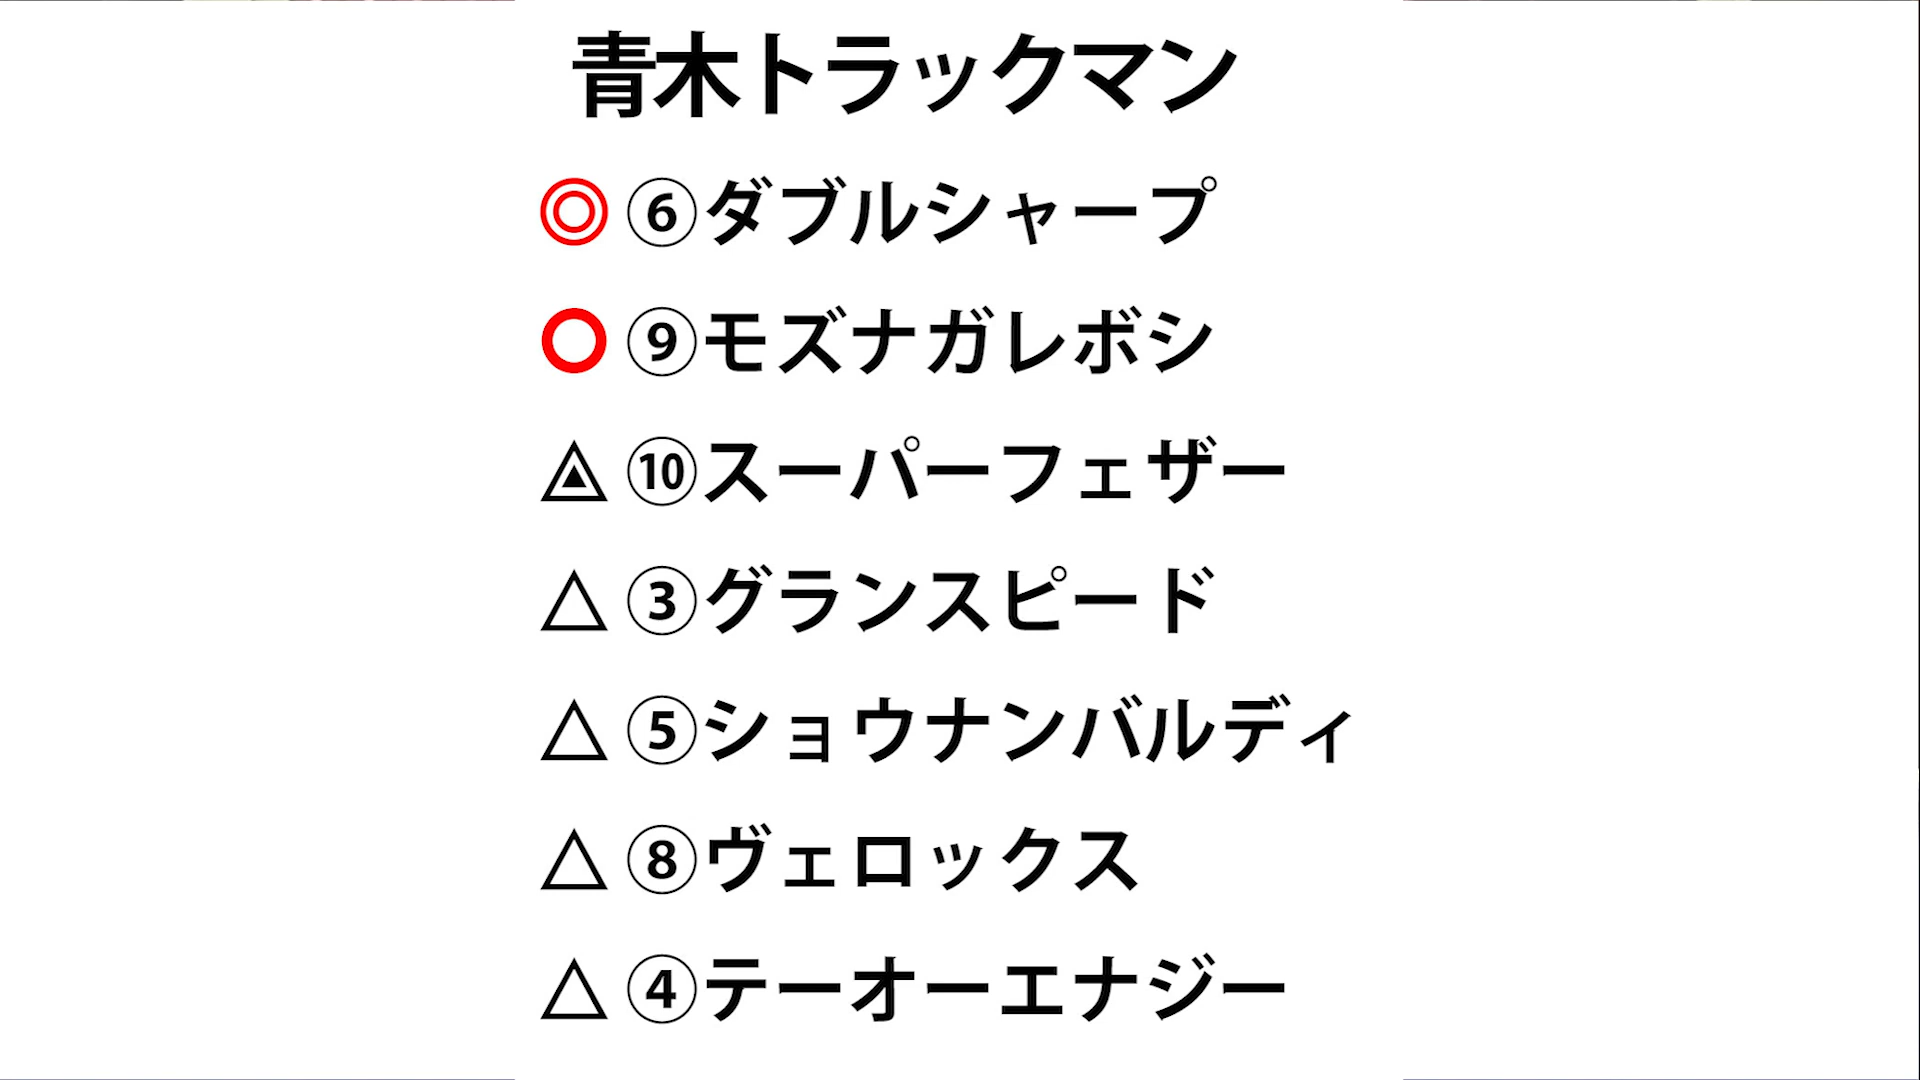 青木トラックマン
◎⑥ダブルシャープ
○⑨モズナガレボシ
▲⑩スーパーフェザー
△③グランスピード
△⑤ショウナンバルディ
△⑧ヴェロックス
△④テーオーエナジー